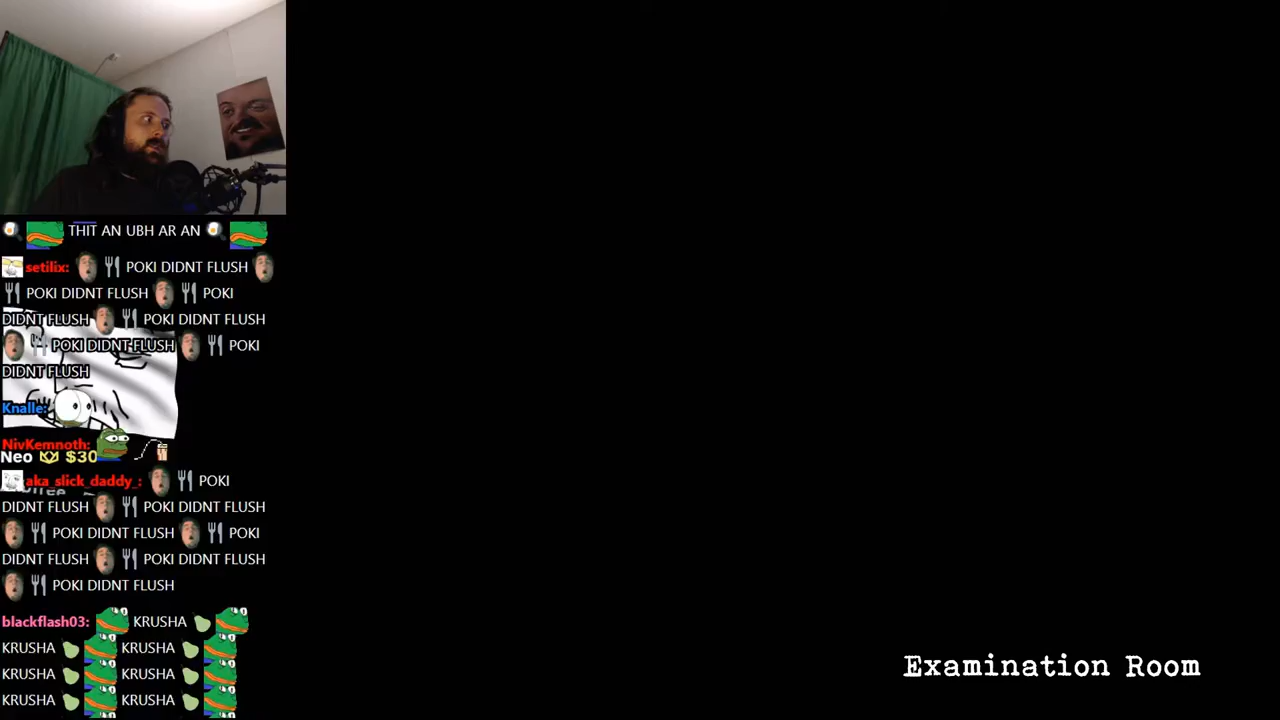 THIT AN UBH AR AN
setilix: POKI DIDNT FLUSH
POKI DIDNT FLUSH POKI
DIDNT FLUSH POKI DIDNT FLUSH
POKI DIDNT FLUSH POKI
DIDNT FLUSH
Knalle:
NivKemnoth:
Neo $30
aka_slick_daddy_: POKI
DIDNT FLUSH POKI DIDNT FLUSH
POKI DIDNT FLUSH POKI
DIDNT FLUSH POKI DIDNT FLUSH
POKI DIDNT FLUSH
blackflash03: KRUSHA
KRUSHA KRUSHA
KRUSHA KRUSHA
KRUSHA KRUSHA
Examination Room